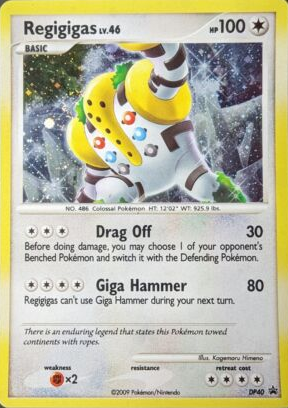 Regigigas LV.46 HP 100
BASIC
NO. 486 Colossal Pokémon HT: 12'02" WT: 925.9 lbs.
Drag Off 30
Before doing damage, you may choose 1 of your opponent's
Benched Pokémon and switch it with the Defending Pokémon.
Giga Hammer 80
Regigigas can't use Giga Hammer during your next turn.
There is an enduring legend that states this Pokémon towed
continents with ropes.
Illus. Kagemaru Himeno
weakness resistance retreat cost
×2
©2009 Pokémon/Nintendo DP40